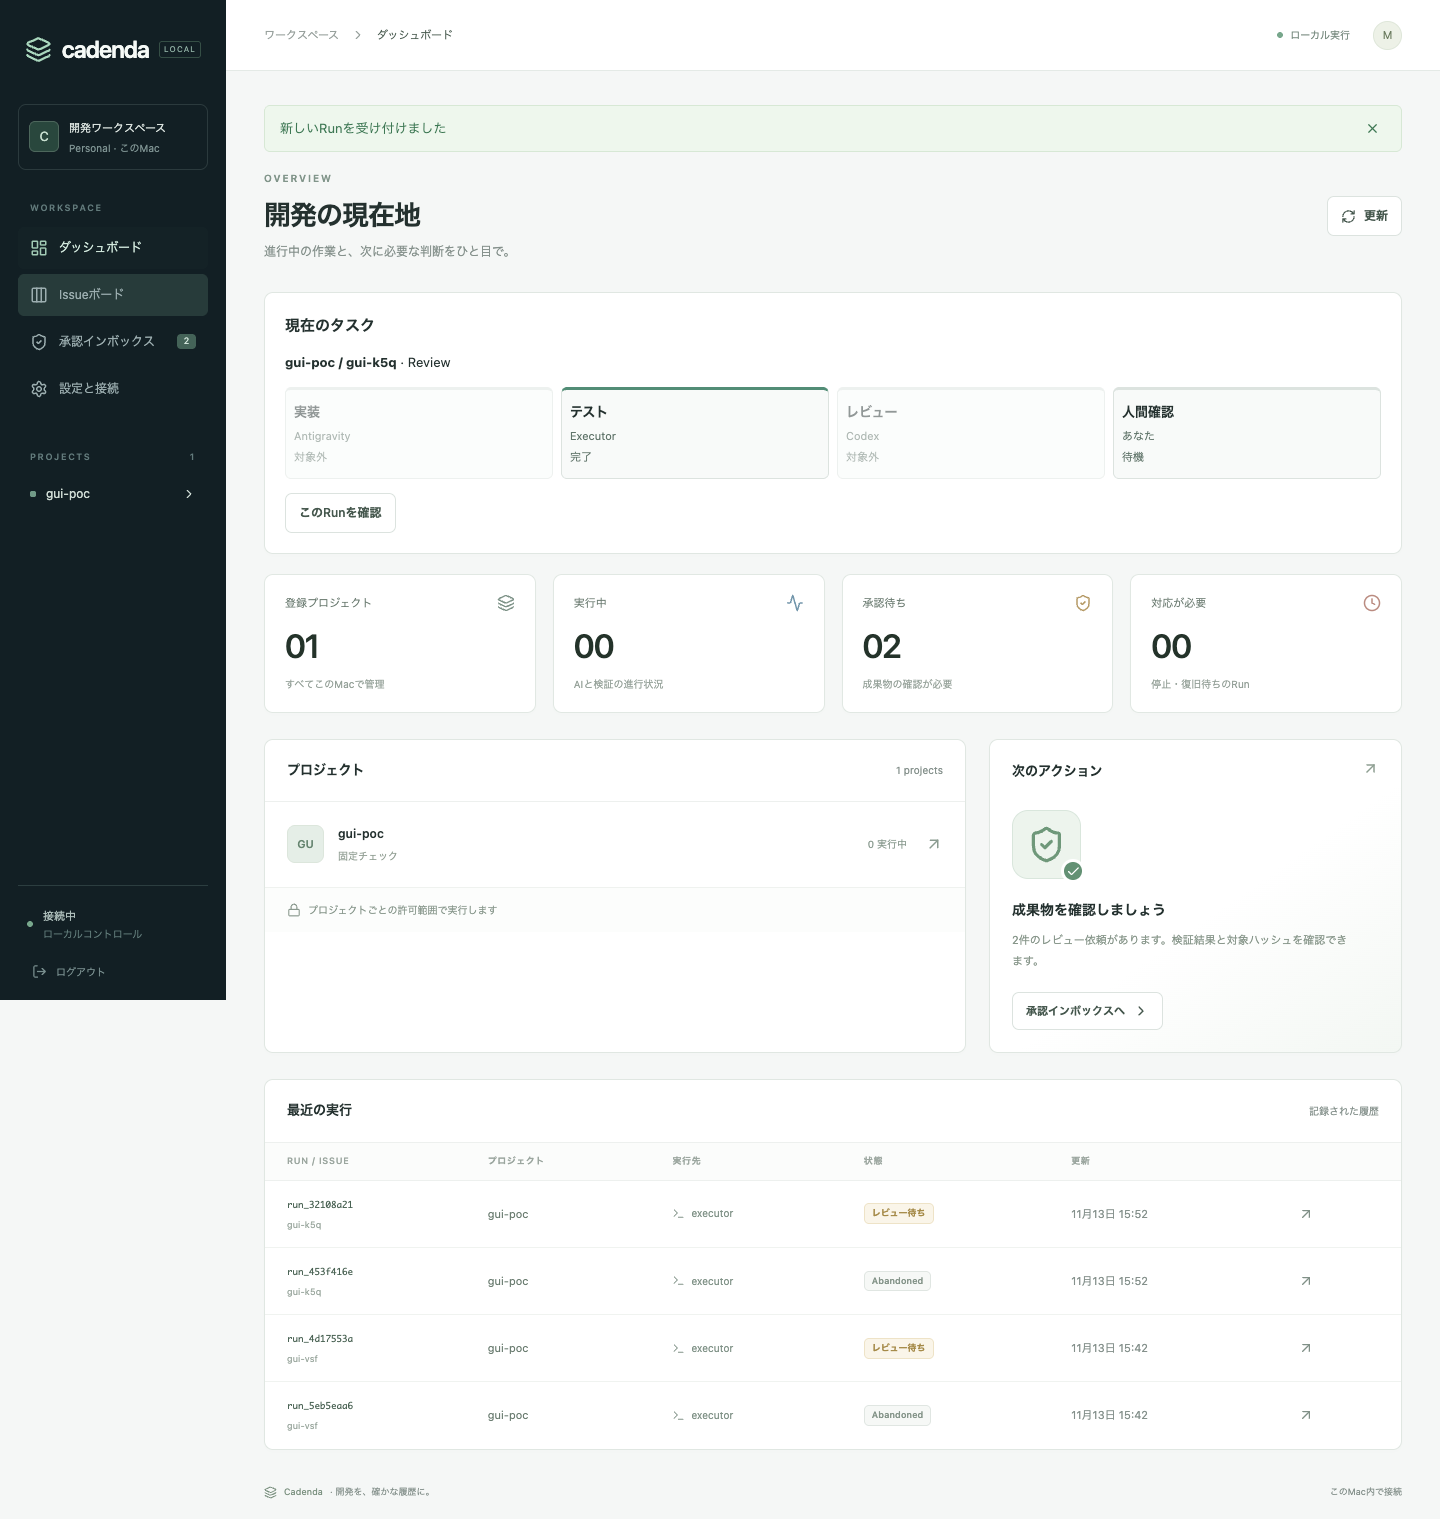 cadenda LOCAL
C
開発ワークスペース
Personal · このMac
WORKSPACE
ダッシュボード
Issueボード
承認インボックス 2
設定と接続
PROJECTS 1
gui-poc
接続中
ローカルコントロール
ログアウト
ワークスペース ダッシュボード
ローカル実行 M
新しいRunを受け付けました
OVERVIEW
開発の現在地
更新
進行中の作業と、次に必要な判断をひと目で。
現在のタスク
gui-poc / gui-k5q · Review
実装
Antigravity
対象外
テスト
Executor
完了
レビュー
Codex
対象外
人間確認
あなた
待機
このRunを確認
登録プロジェクト
01
すべてこのMacで管理
実行中
00
AIと検証の進行状況
承認待ち
02
成果物の確認が必要
対応が必要
00
停止・復旧待ちのRun
プロジェクト 1 projects
GU
gui-poc
固定チェック
0 実行中
プロジェクトごとの許可範囲で実行します
次のアクション
成果物を確認しましょう
2件のレビュー依頼があります。検証結果と対象ハッシュを確認でき
ます。
承認インボックスへ
最近の実行 記録された履歴
RUN / ISSUE プロジェクト 実行先 状態 更新
run_32108a21
gui-k5q
gui-poc executor レビュー待ち 11月13日 15:52
run_453f416e
gui-k5q
gui-poc executor Abandoned 11月13日 15:52
run_4d17553a
gui-vsf
gui-poc executor レビュー待ち 11月13日 15:42
run_5eb5eaa6
gui-vsf
gui-poc executor Abandoned 11月13日 15:42
Cadenda · 開発を、確かな履歴に。
このMac内で接続